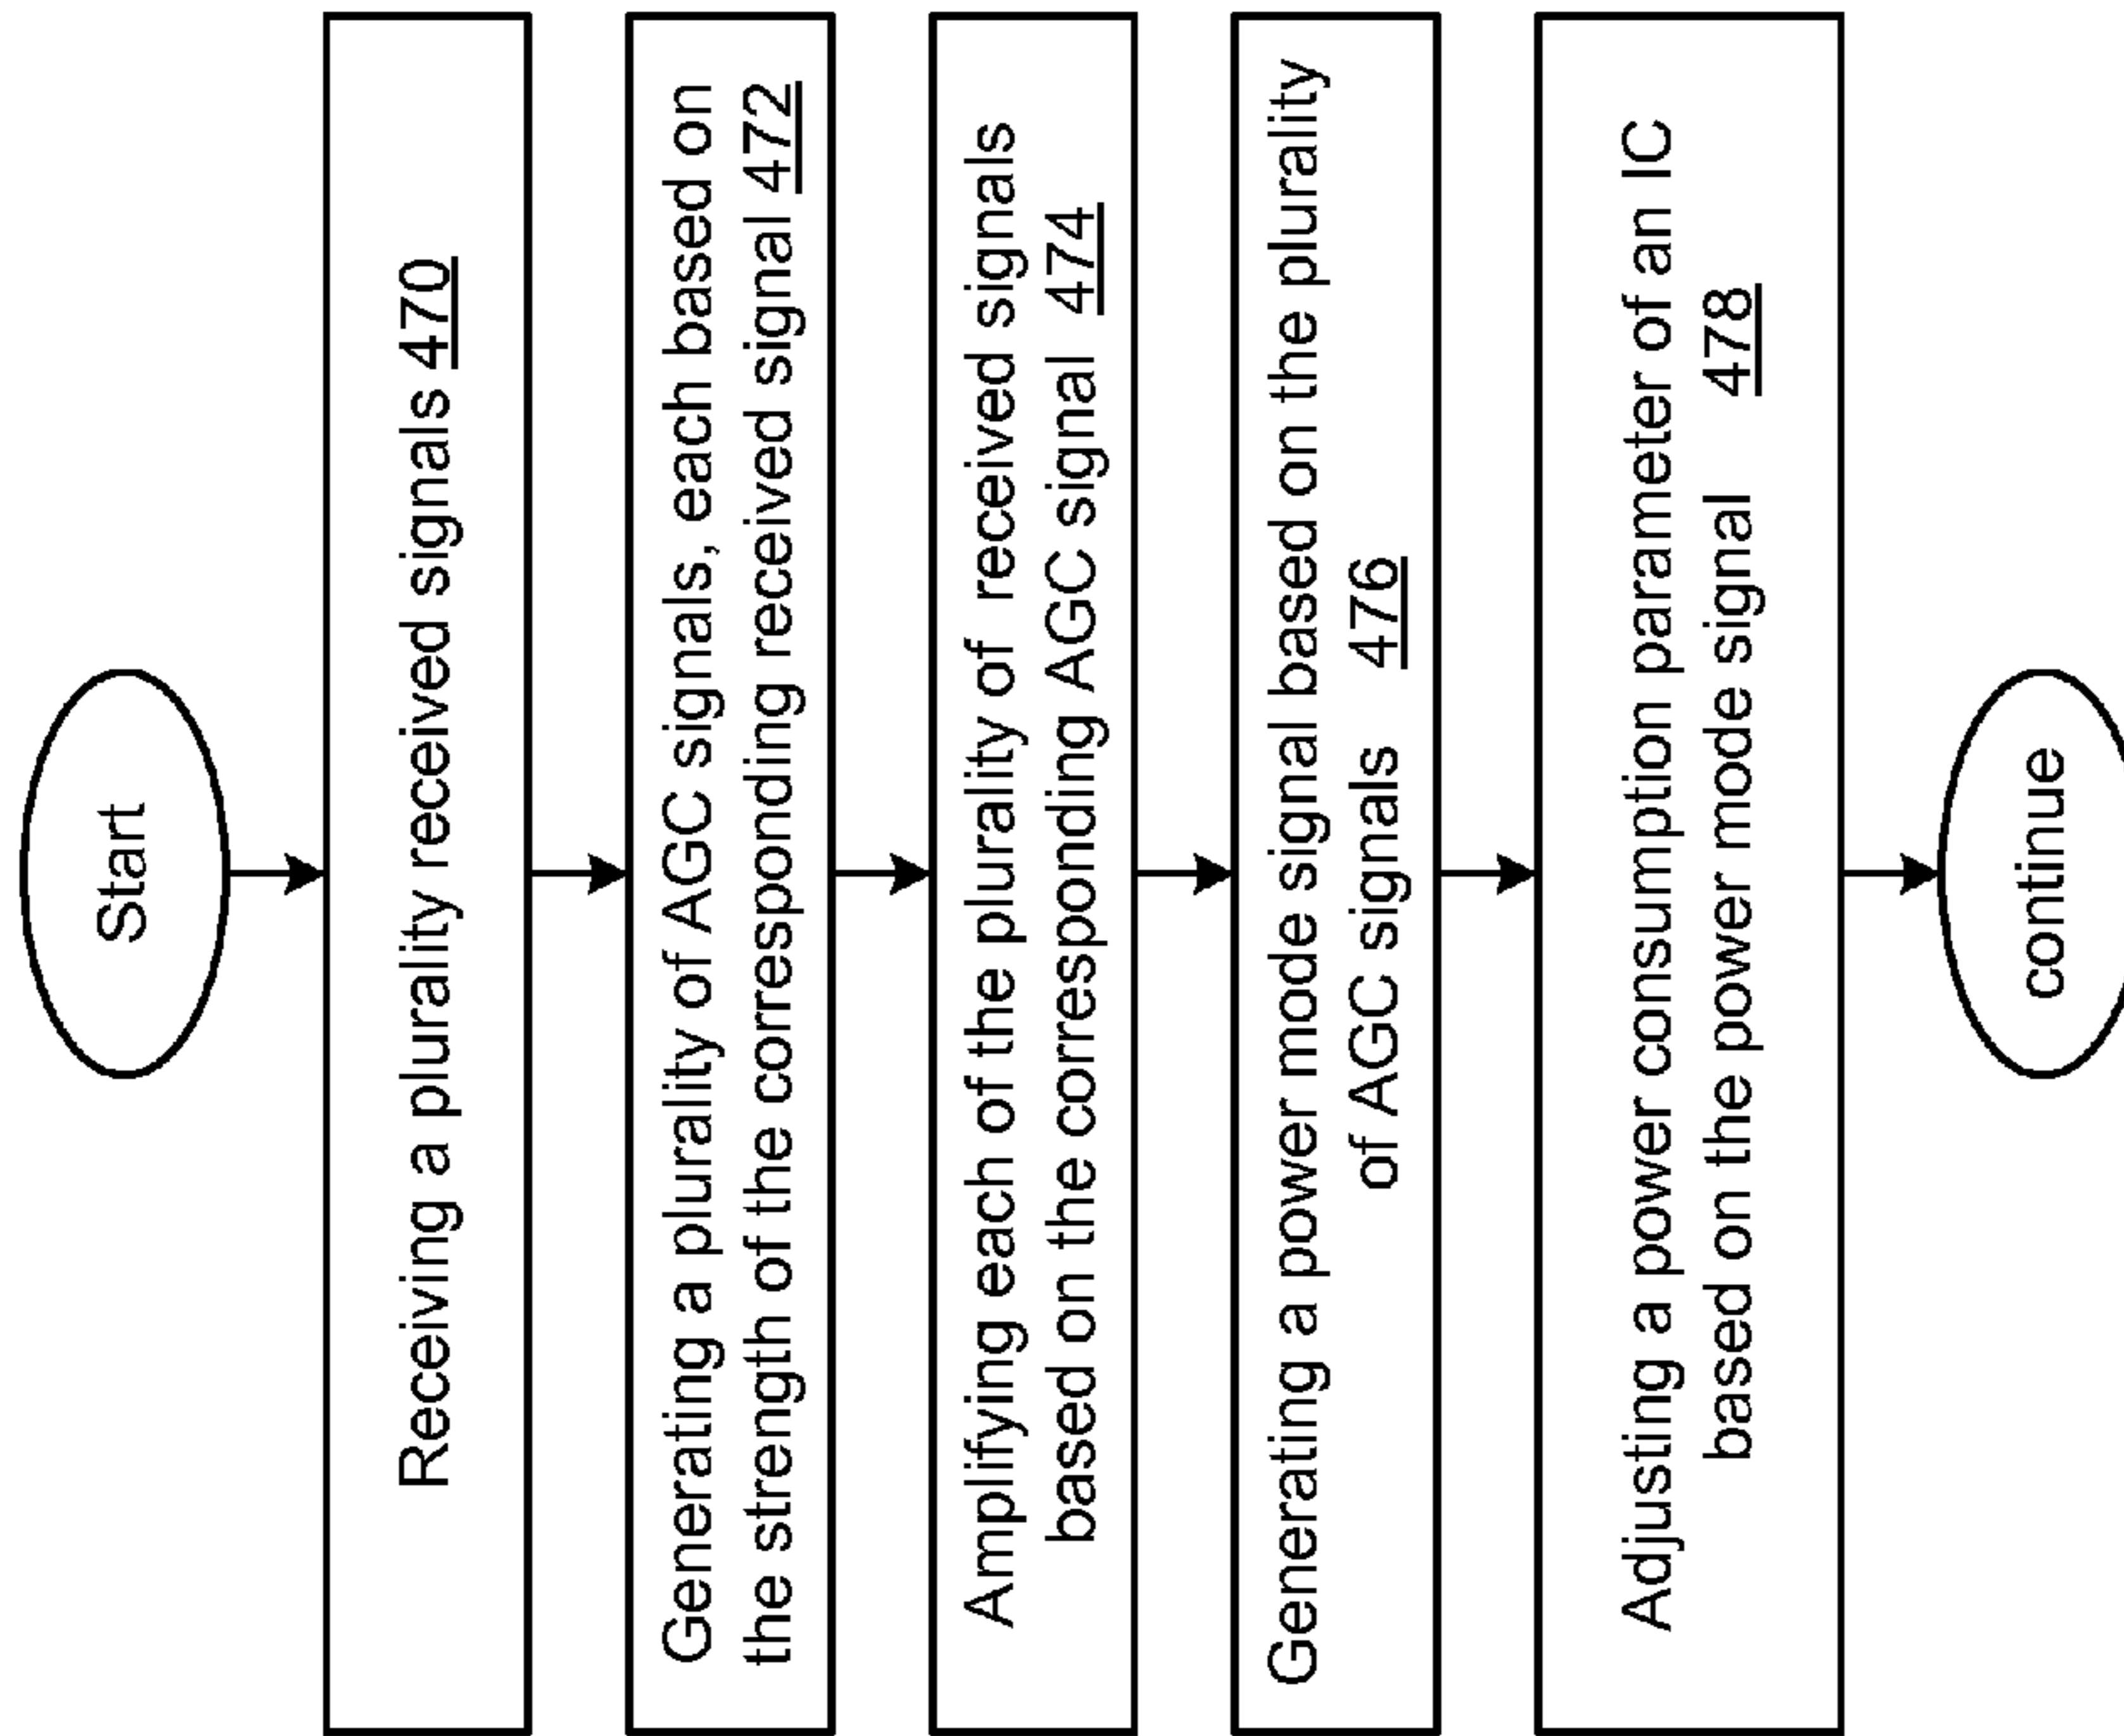 Start
Receiving a plurality received signals 470
Generating a plurality of AGC signals, each based on
the strength of the corresponding received signal 472
Amplifying each of the plurality of received signals
based on the corresponding AGC signal 474
Generating a power mode signal based on the plurality
of AGC signals 476
Adjusting a power consumption parameter of an IC
based on the power mode signal 478
continue